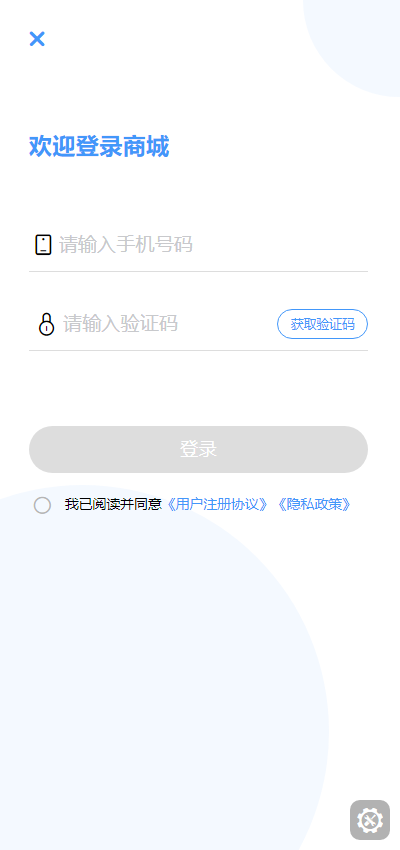 欢迎登录商城
请输入手机号码
请输入验证码 获取验证码
登录
我已阅读并同意《用户注册协议》《隐私政策》